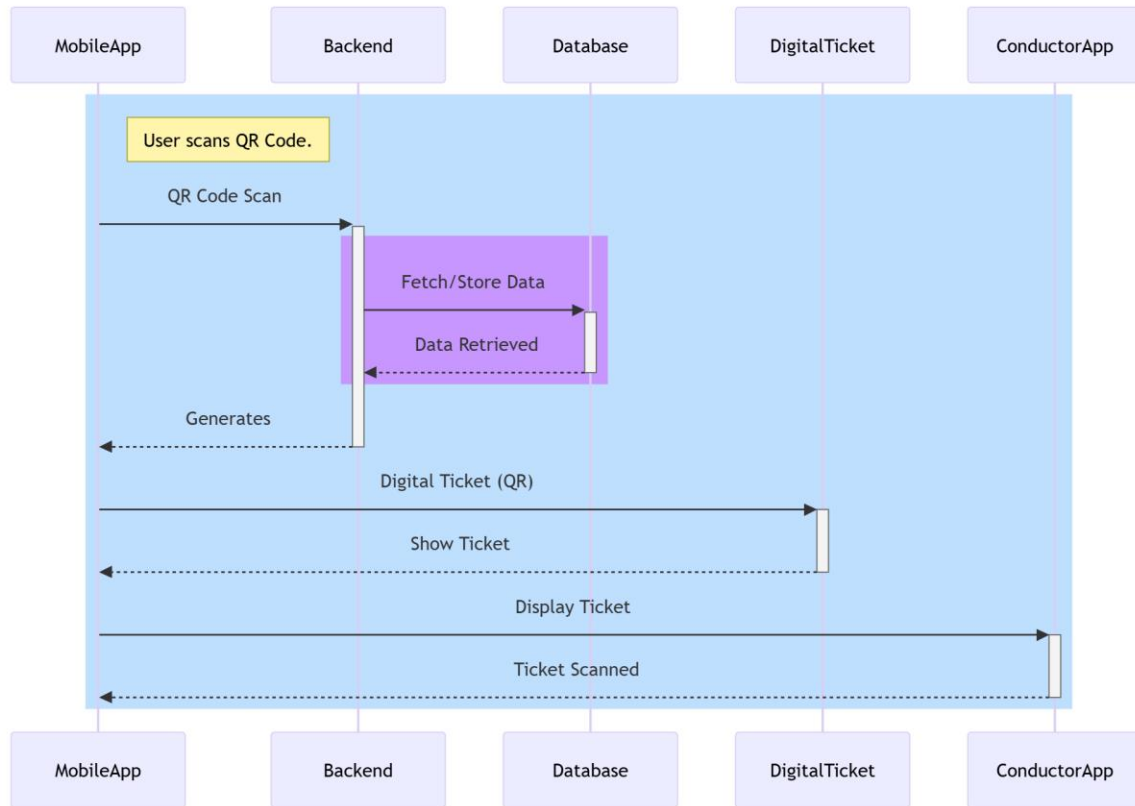 MobileApp
Backend
Database
DigitalTicket
ConductorApp
User scans QR Code.
QR Code Scan
Fetch/Store Data
Data Retrieved
Generates
Digital Ticket (QR)
Show Ticket
Display Ticket
Ticket Scanned
MobileApp
Backend
Database
DigitalTicket
ConductorApp